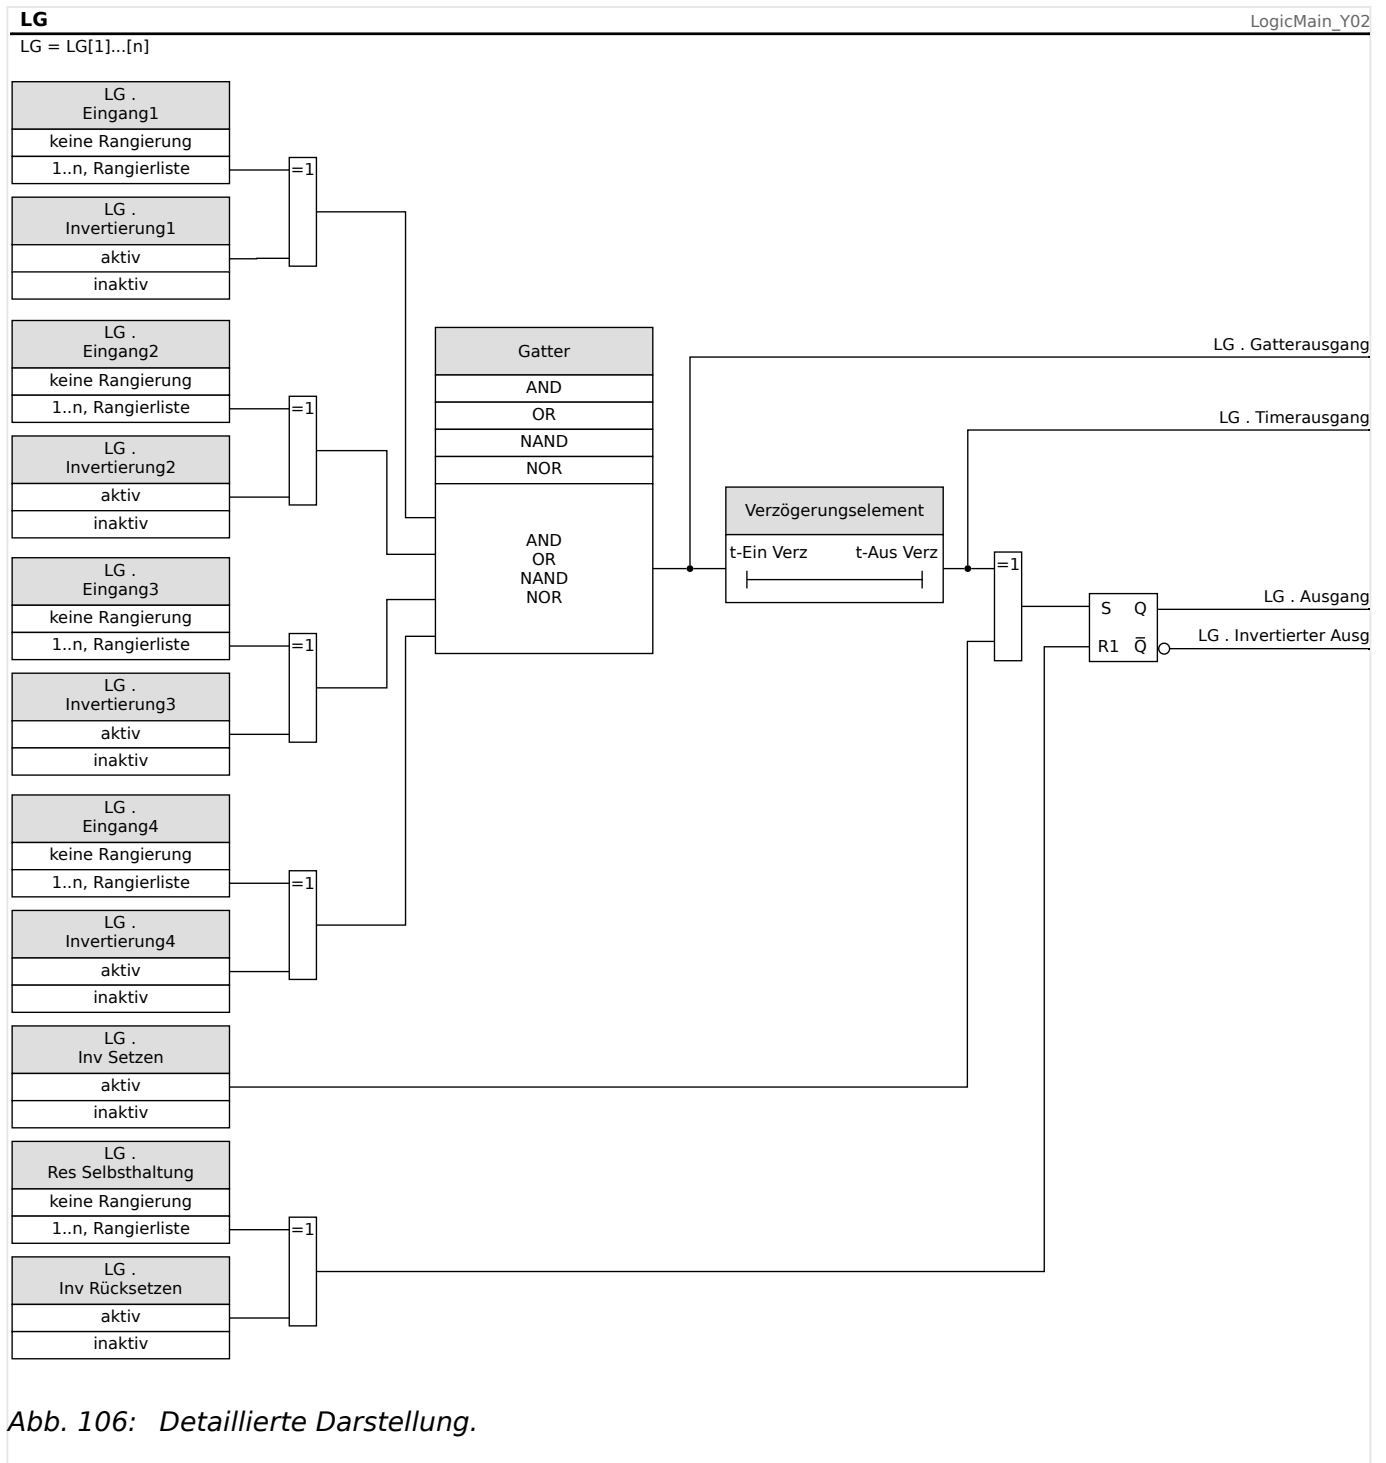 LG
LogicMain_Y02
LG = LG[1]...[n]
LG .
Eingang1
keine Rangierung
1..n, Rangierliste
=1
LG .
Invertierung1
aktiv
inaktiv
LG .
Eingang2
keine Rangierung
1..n, Rangierliste
=1
LG .
Invertierung2
aktiv
inaktiv
LG .
Eingang3
keine Rangierung
1..n, Rangierliste
=1
LG .
Invertierung3
aktiv
inaktiv
LG .
Eingang4
keine Rangierung
1..n, Rangierliste
=1
LG .
Invertierung4
aktiv
inaktiv
LG .
Inv Setzen
aktiv
inaktiv
LG .
Res Selbsthaltung
keine Rangierung
1..n, Rangierliste
=1
LG .
Inv Rücksetzen
aktiv
inaktiv
Gatter
AND
OR
NAND
NOR
AND
OR
NAND
NOR
Verzögerungselement
t-Ein Verz t-Aus Verz
=1
S Q
R1 Q̅
LG . Gatterausgang
LG . Timerausgang
LG . Ausgang
LG . Invertierter Ausg
Abb. 106: Detaillierte Darstellung.